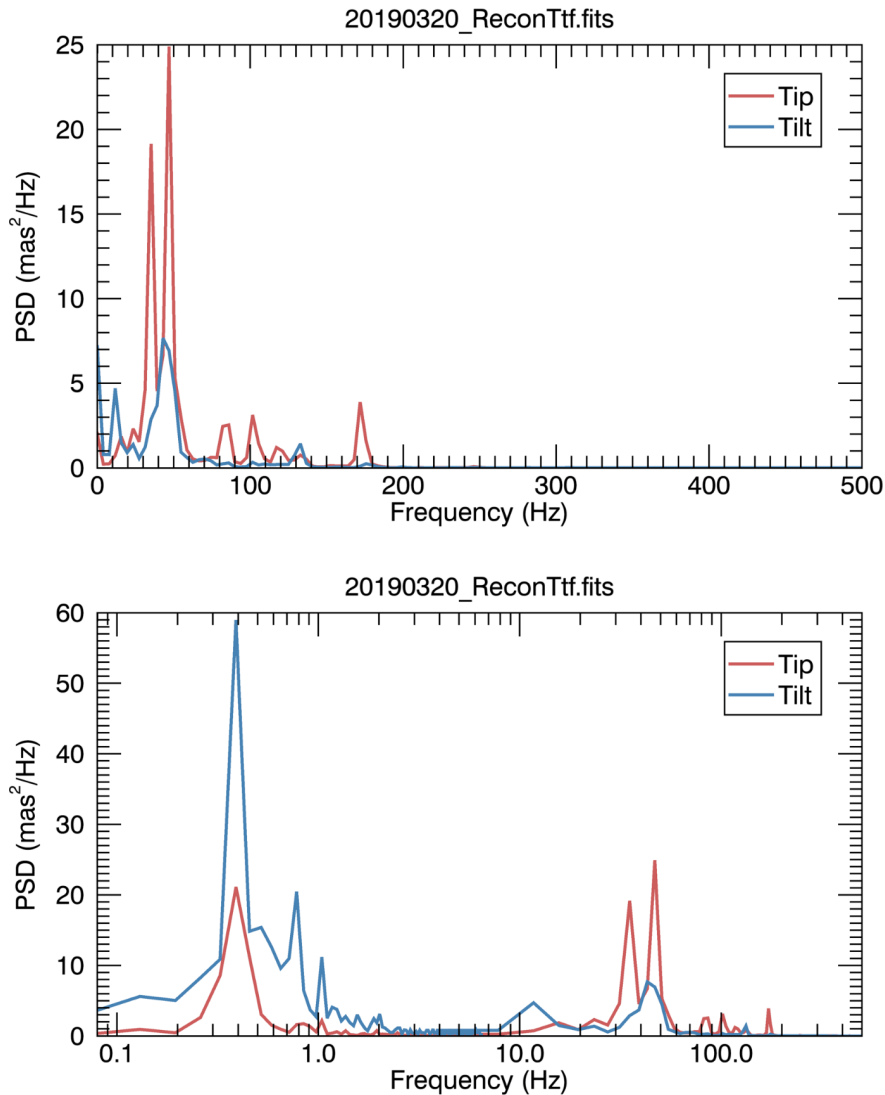 20190320_ReconTtf.fits
25
20
15
10
5
0
PSD (mas²/Hz)
Tip
Tilt
0 100 200 300 400 500
Frequency (Hz)
20190320_ReconTtf.fits
60
50
40
30
20
10
0
PSD (mas²/Hz)
Tip
Tilt
0.1 1.0 10.0 100.0
Frequency (Hz)